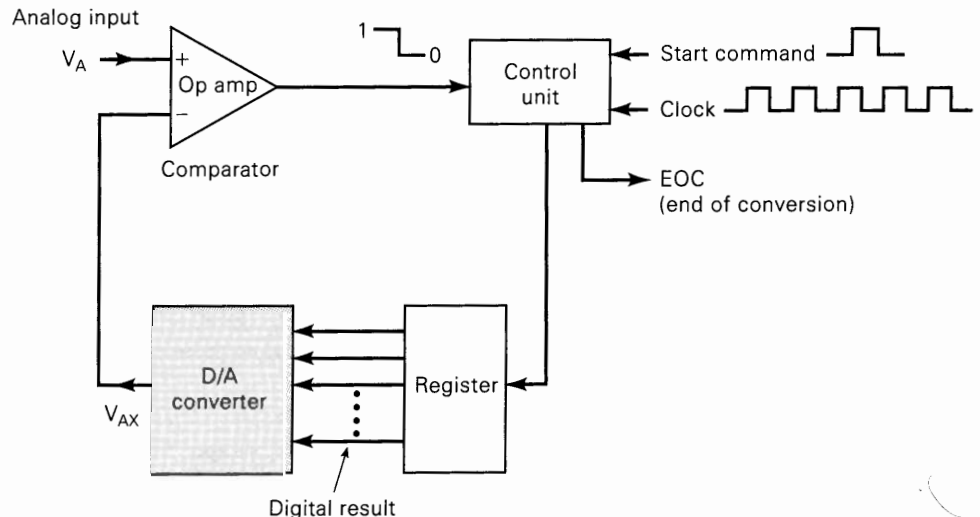 Analog input
V_A
+
Op amp
−
Comparator
1
0
Control
unit
Start command
Clock
EOC
(end of conversion)
D/A
converter
V_AX
Register
Digital result